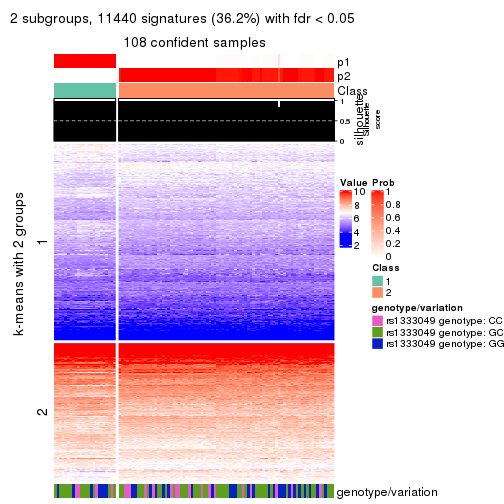 2 subgroups, 11440 signatures (36.2%) with fdr < 0.05
108 confident samples
p1
p2
Class
1
0.5
0
silhouette
Silhouette
score
k-means with 2 groups
1
2
Value
10
8
6
4
2
Prob
1
0.8
0.6
0.4
0.2
0
Class
1
2
genotype/variation
rs1333049 genotype: CC
rs1333049 genotype: GC
rs1333049 genotype: GG
genotype/variation